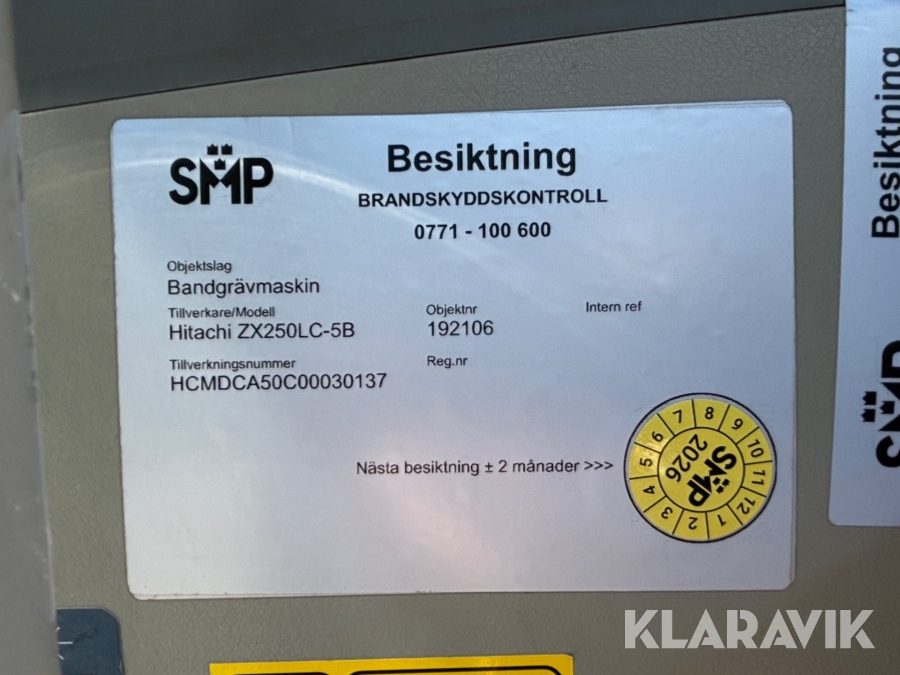 SMP
Besiktning
BRANDSKYDDSKONTROLL
0771 - 100 600
Objektslag
Bandgrävmaskin
Tillverkare/Modell
Hitachi ZX250LC-5B
Objektnr
192106
Intern ref
Tillverkningsnummer
HCMDCA50C00030137
Reg.nr
Nästa besiktning ± 2 månader >>>
1 2 3 4 5 6 7 8 9 10 11 12
SMP
2026
Besiktning
SMP
KLARAVIK